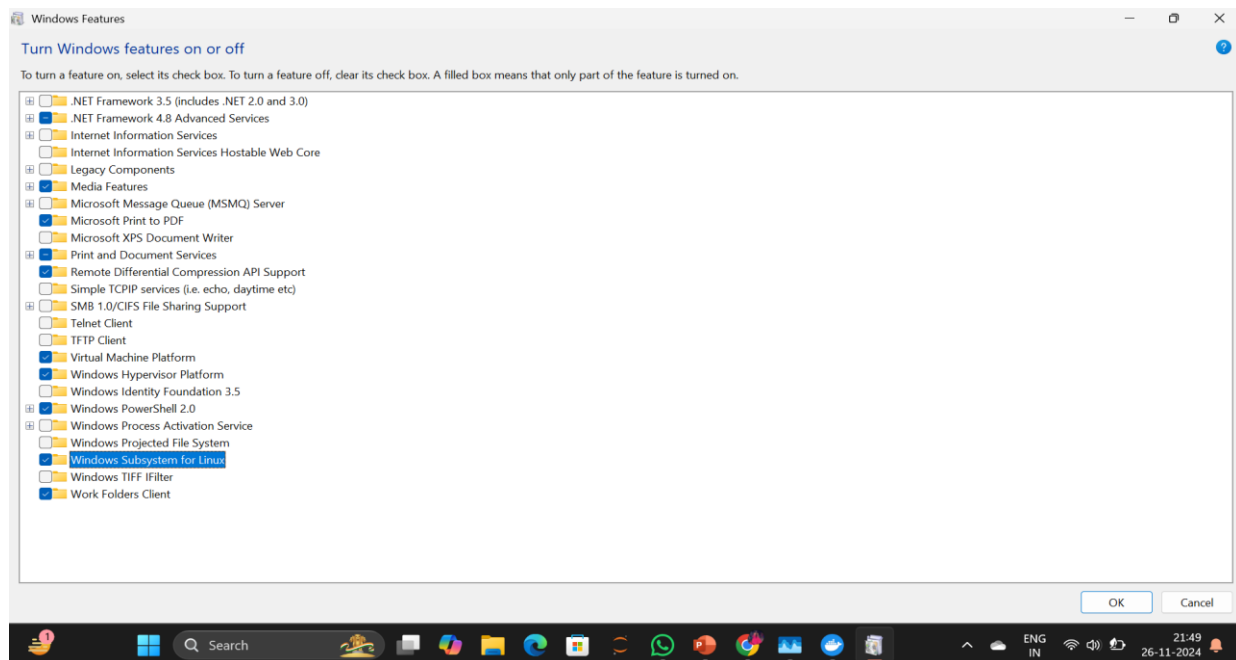 Windows Features
Turn Windows features on or off
To turn a feature on, select its check box. To turn a feature off, clear its check box. A filled box means that only part of the feature is turned on.
.NET Framework 3.5 (includes .NET 2.0 and 3.0)
.NET Framework 4.8 Advanced Services
Internet Information Services
Internet Information Services Hostable Web Core
Legacy Components
Media Features
Microsoft Message Queue (MSMQ) Server
Microsoft Print to PDF
Microsoft XPS Document Writer
Print and Document Services
Remote Differential Compression API Support
Simple TCPIP services (i.e. echo, daytime etc)
SMB 1.0/CIFS File Sharing Support
Telnet Client
TFTP Client
Virtual Machine Platform
Windows Hypervisor Platform
Windows Identity Foundation 3.5
Windows PowerShell 2.0
Windows Process Activation Service
Windows Projected File System
Windows Subsystem for Linux
Windows TIFF IFilter
Work Folders Client
OK Cancel
1
Search
ENG
IN
21:49
26-11-2024